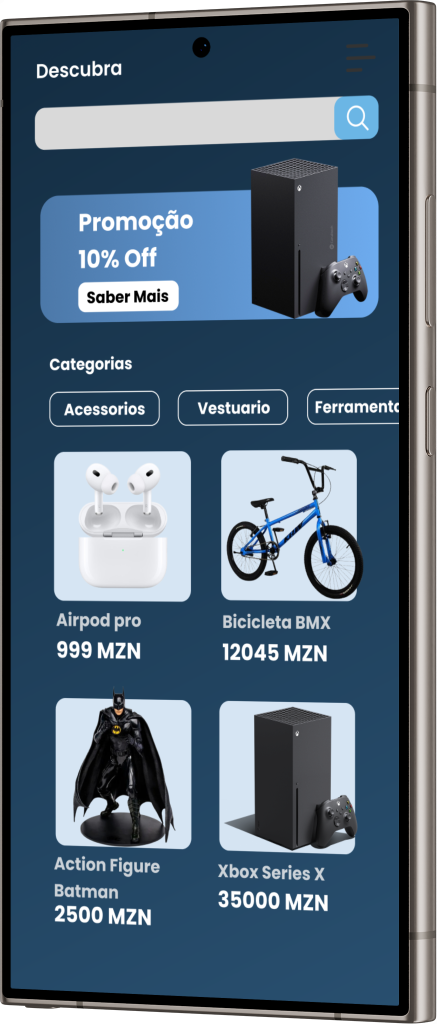 Descubra
Promoção
10% Off
Saber Mais
Categorias
Acessorios
Vestuario
Ferramento
Airpod pro
999 MZN
Bicicleta BMX
12045 MZN
Action Figure
Batman
2500 MZN
Xbox Series X
35000 MZN